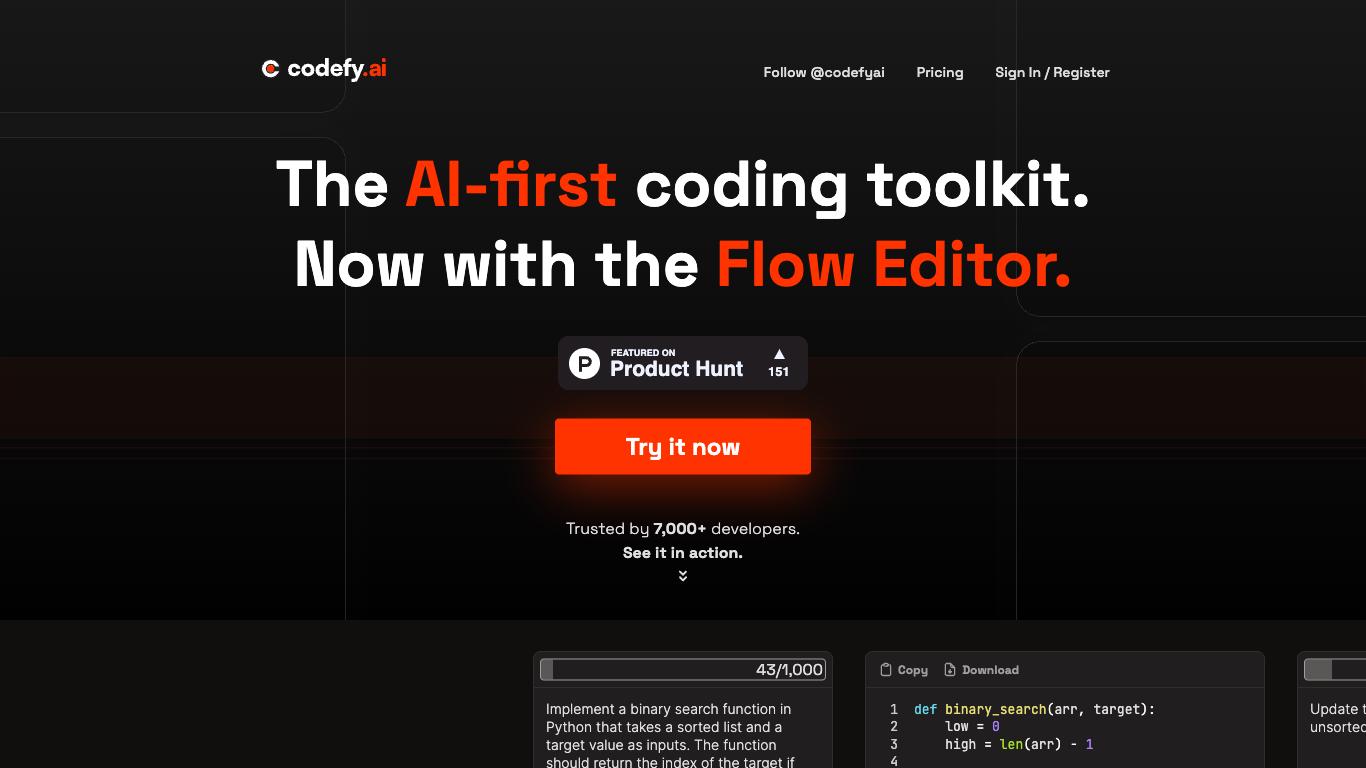 codefy.ai
Follow @codefyai Pricing Sign In / Register
The AI-first coding toolkit.
Now with the Flow Editor.
FEATURED ON
Product Hunt
151
Try it now
Trusted by 7,000+ developers.
See it in action.
43/1,000
Implement a binary search function in
Python that takes a sorted list and a
target value as inputs. The function
should return the index of the target if
Copy Download
1 def binary_search(arr, target):
2 low = 0
3 high = len(arr) - 1
4
Update